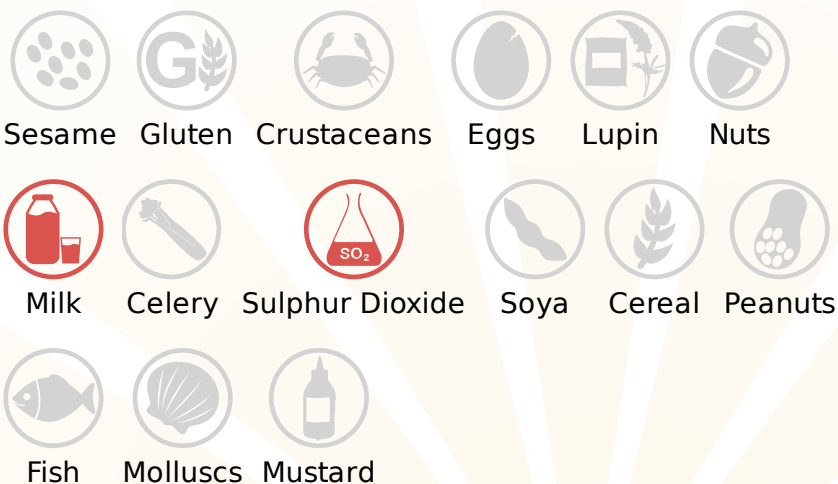 G
Sesame Gluten Crustaceans Eggs Lupin Nuts
SO₂
Milk Celery Sulphur Dioxide Soya Cereal Peanuts
Fish Molluscs Mustard